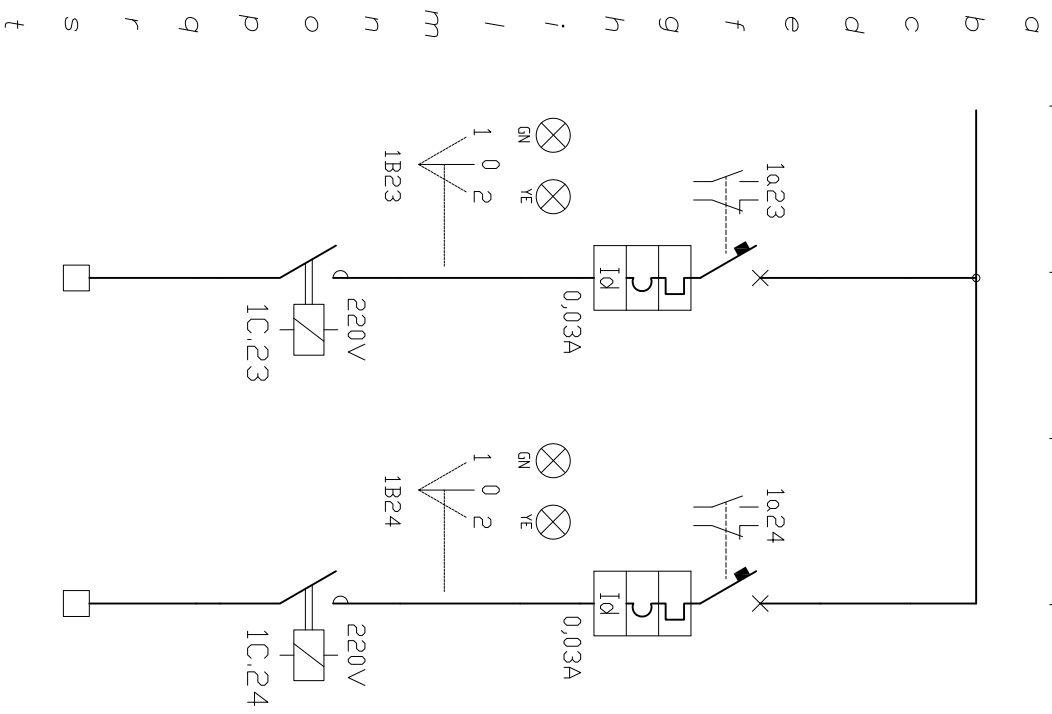 a
b
c
d
e
f
g
h
i
l
m
n
o
p
q
r
s
t
1a23
GN
YE
1
0
2
1B23
Id
0,03A
220V
1C.23
1a24
GN
YE
1
0
2
1B24
Id
0,03A
220V
1C.24